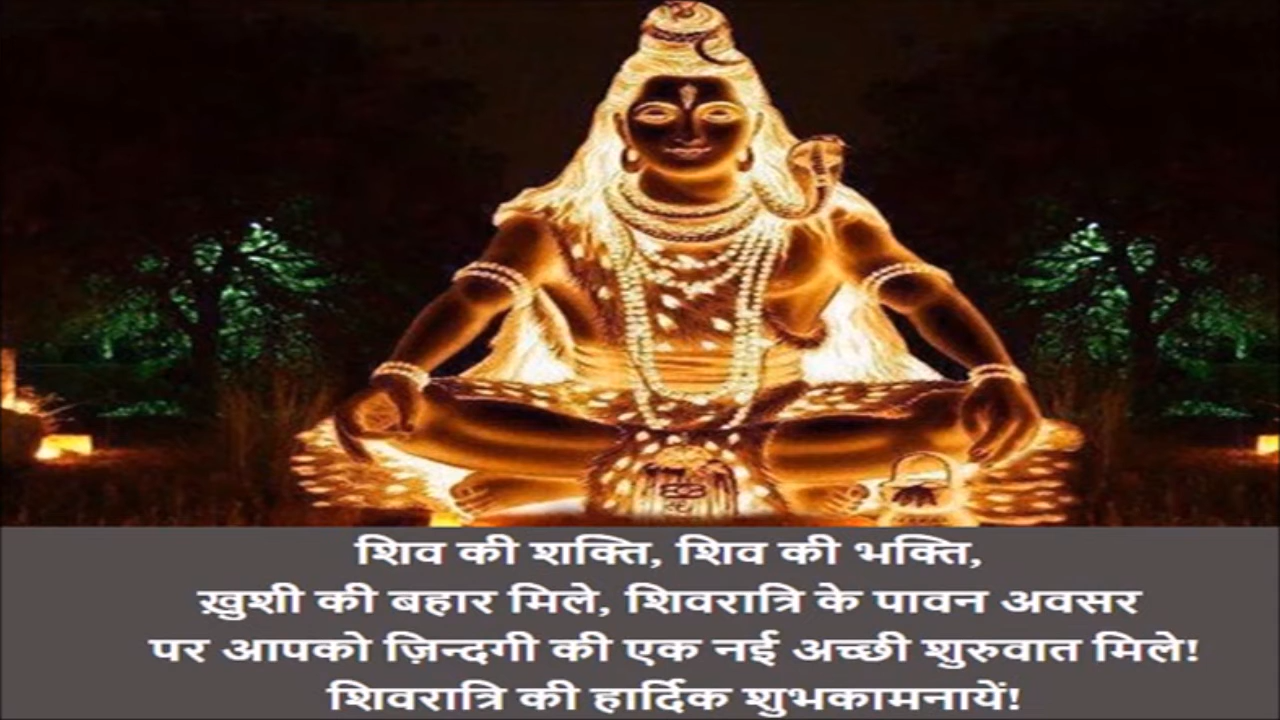 शिव की शक्ति, शिव की भक्ति,
ख़ुशी की बहार मिले, शिवरात्रि के पावन अवसर
पर आपको ज़िन्दगी की एक नई अच्छी शुरुवात मिले!
शिवरात्रि की हार्दिक शुभकामनायें!